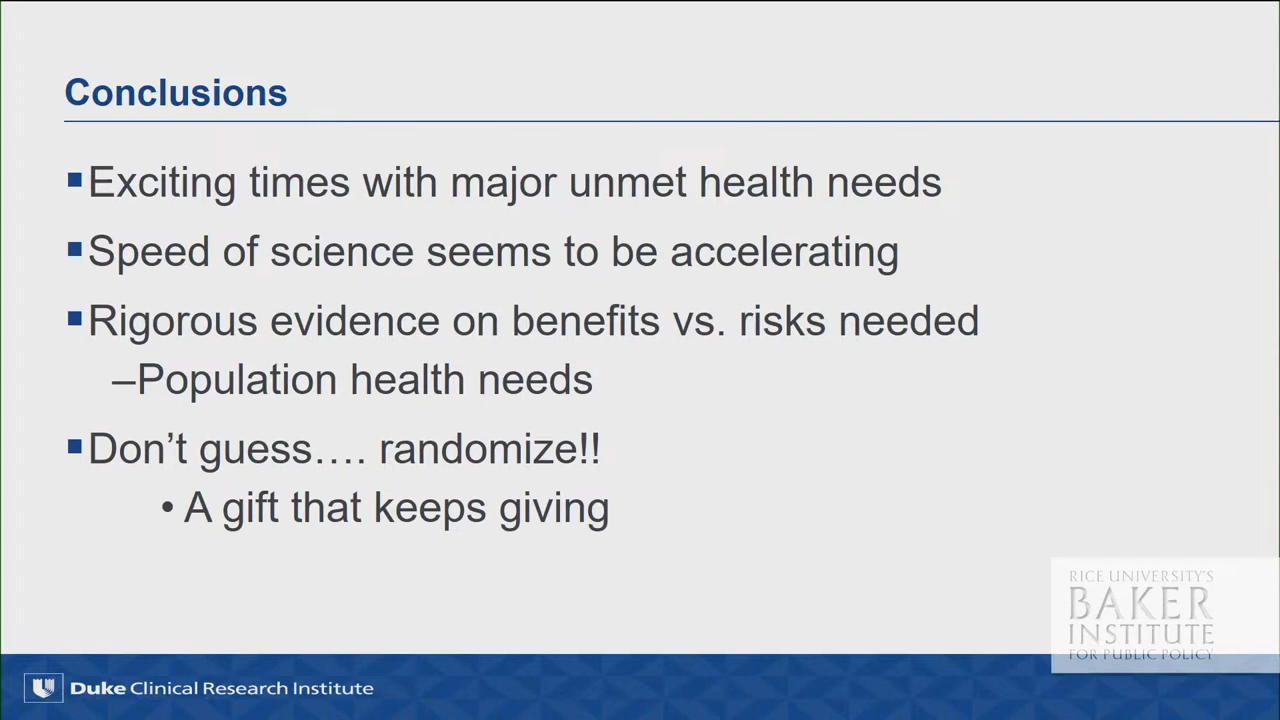 Conclusions
▪Exciting times with major unmet health needs
▪Speed of science seems to be accelerating
▪Rigorous evidence on benefits vs. risks needed
–Population health needs
▪Don’t guess…. randomize!!
• A gift that keeps giving
RICE UNIVERSITY'S
BAKER
INSTITUTE
FOR PUBLIC POLICY
Duke Clinical Research Institute